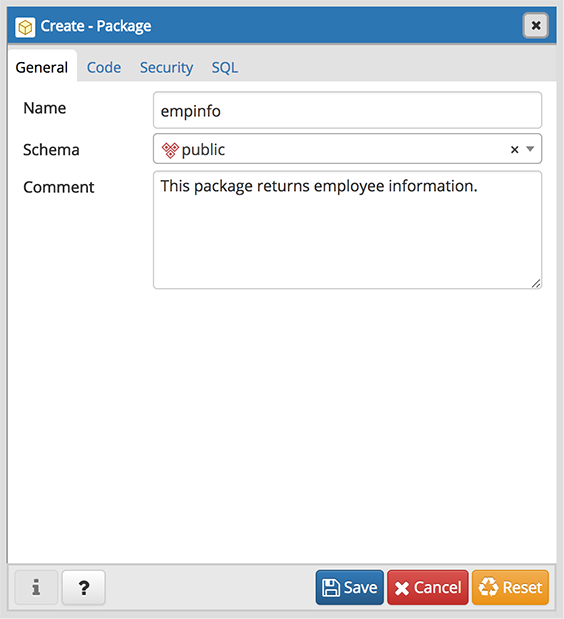 Create - Package
General Code Security SQL
Name empinfo
Schema public
Comment This package returns employee information.
i ? Save Cancel Reset